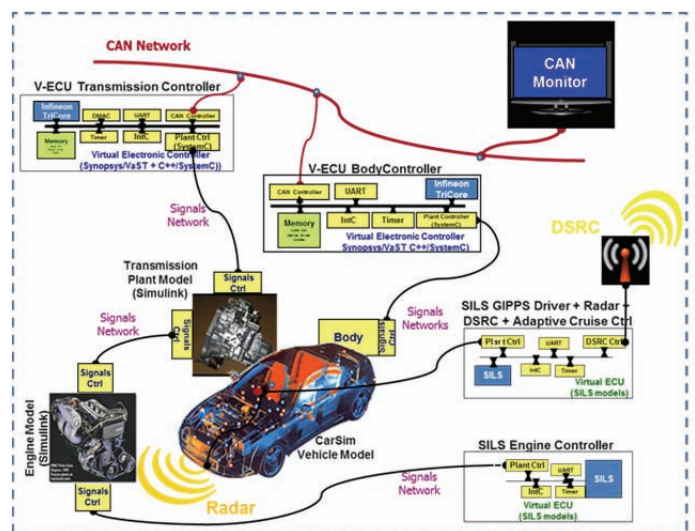 CAN Network
CAN
Monitor
V-ECU Transmission Controller
Infineon
TriCore
DMAC
UART
CAN Controller
Memory
Timer
IntC
Plant Ctrl
(SystemC)
Virtual Electronic Controller
(Synopsys/VaST + C++/SystemC))
V-ECU BodyController
CAN Controller
UART
Infineon
TriCore
Memory
IntC
Timer
Plant Controller
(SystemC)
Virtual Electronic Controller
Synopsys/VaST C++/SystemC)
DSRC
Signals
Network
Transmission
Plant Model
(Simulink)
Signals
Ctrl
Signals
Network
Signals
Ctrl
Signals
Networks
Body
Signals
Ctrl
SILS GIPPS Driver + Radar +
DSRC + Adaptive Cruise Ctrl
Plant Ctrl
UART
DSRC Ctrl
SILS
IntC
Timer
Virtual ECU
(SILS models)
Signals
Ctrl
Engine Model
(Simulink)
CarSim
Vehicle Model
Signals
Ctrl
Radar
Signals
Network
SILS Engine Controller
Plant Ctrl
UART
SILS
IntC
Timer
Virtual ECU
(SILS models)